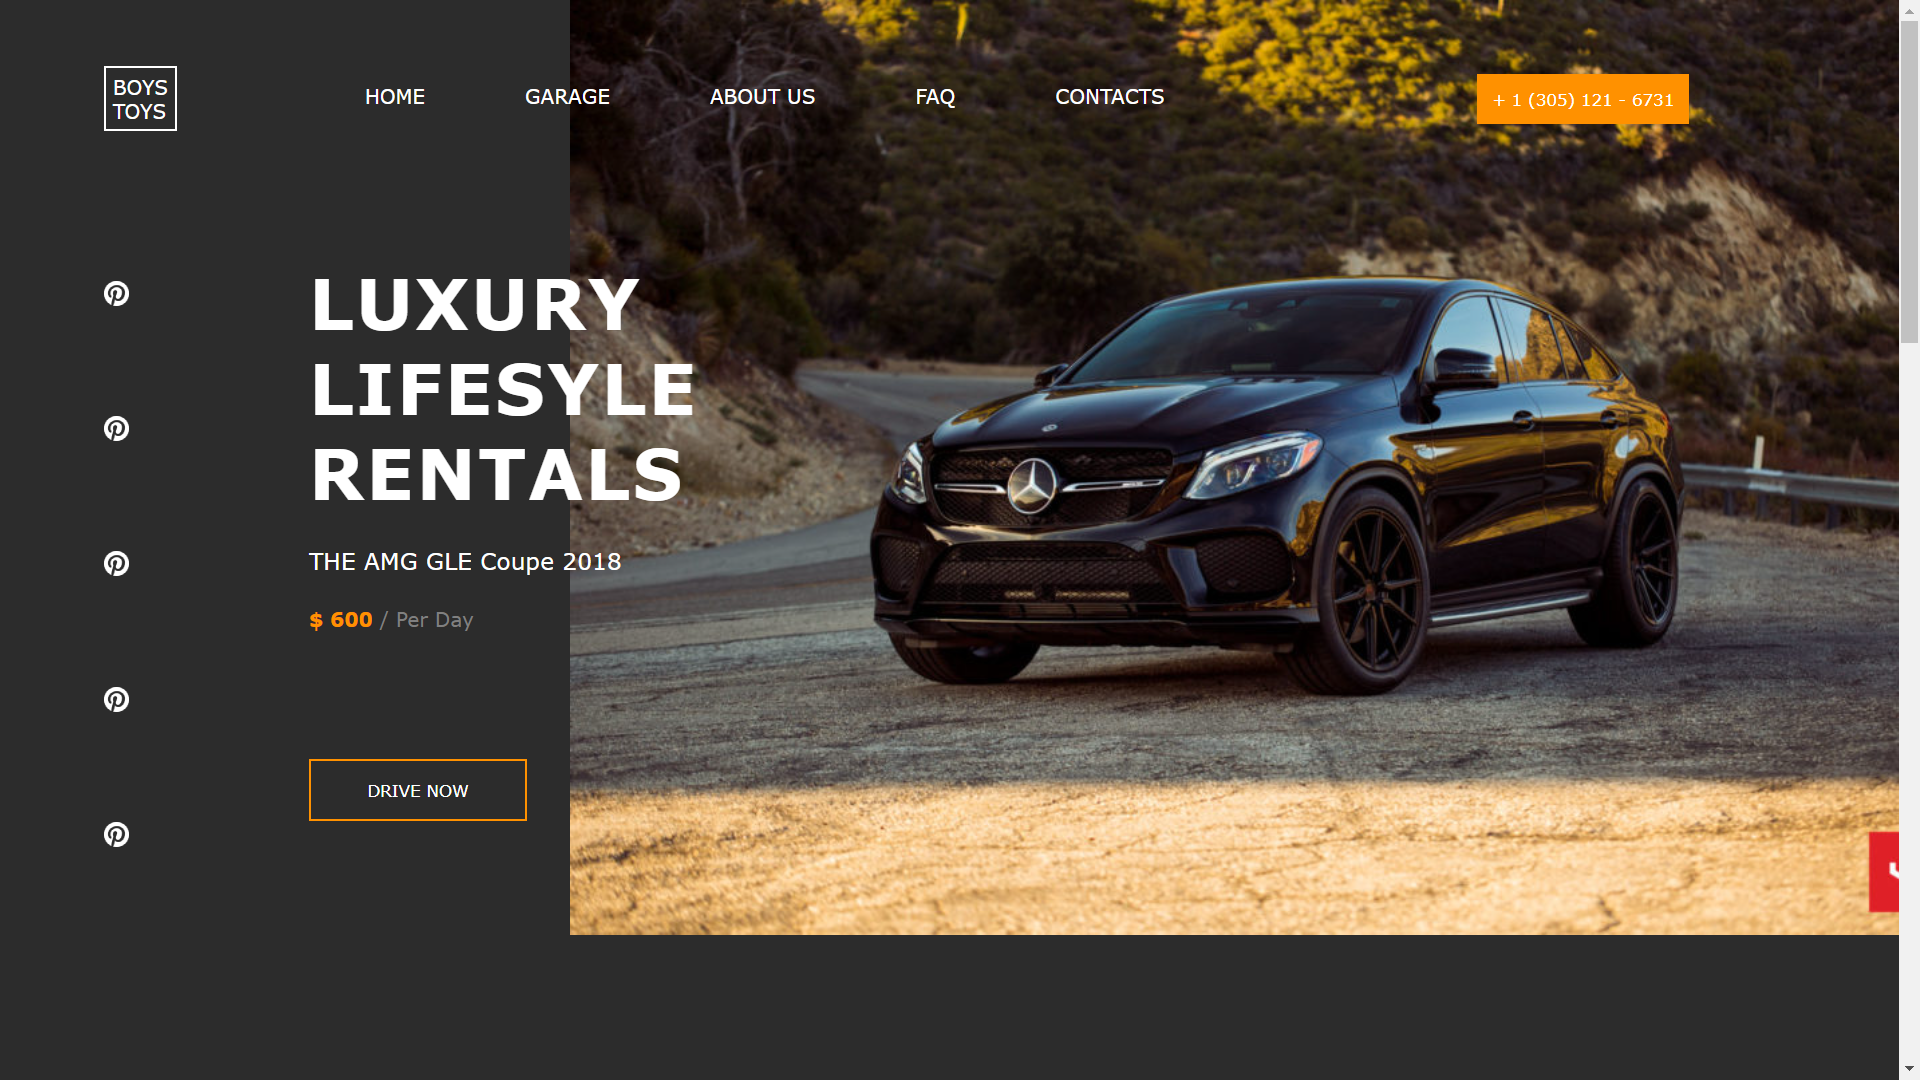 BOYS
TOYS
HOME
GARAGE
ABOUT US
FAQ
CONTACTS
+ 1 (305) 121 - 6731
LUXURY
LIFESYLE
RENTALS
THE AMG GLE Coupe 2018
$ 600 / Per Day
DRIVE NOW